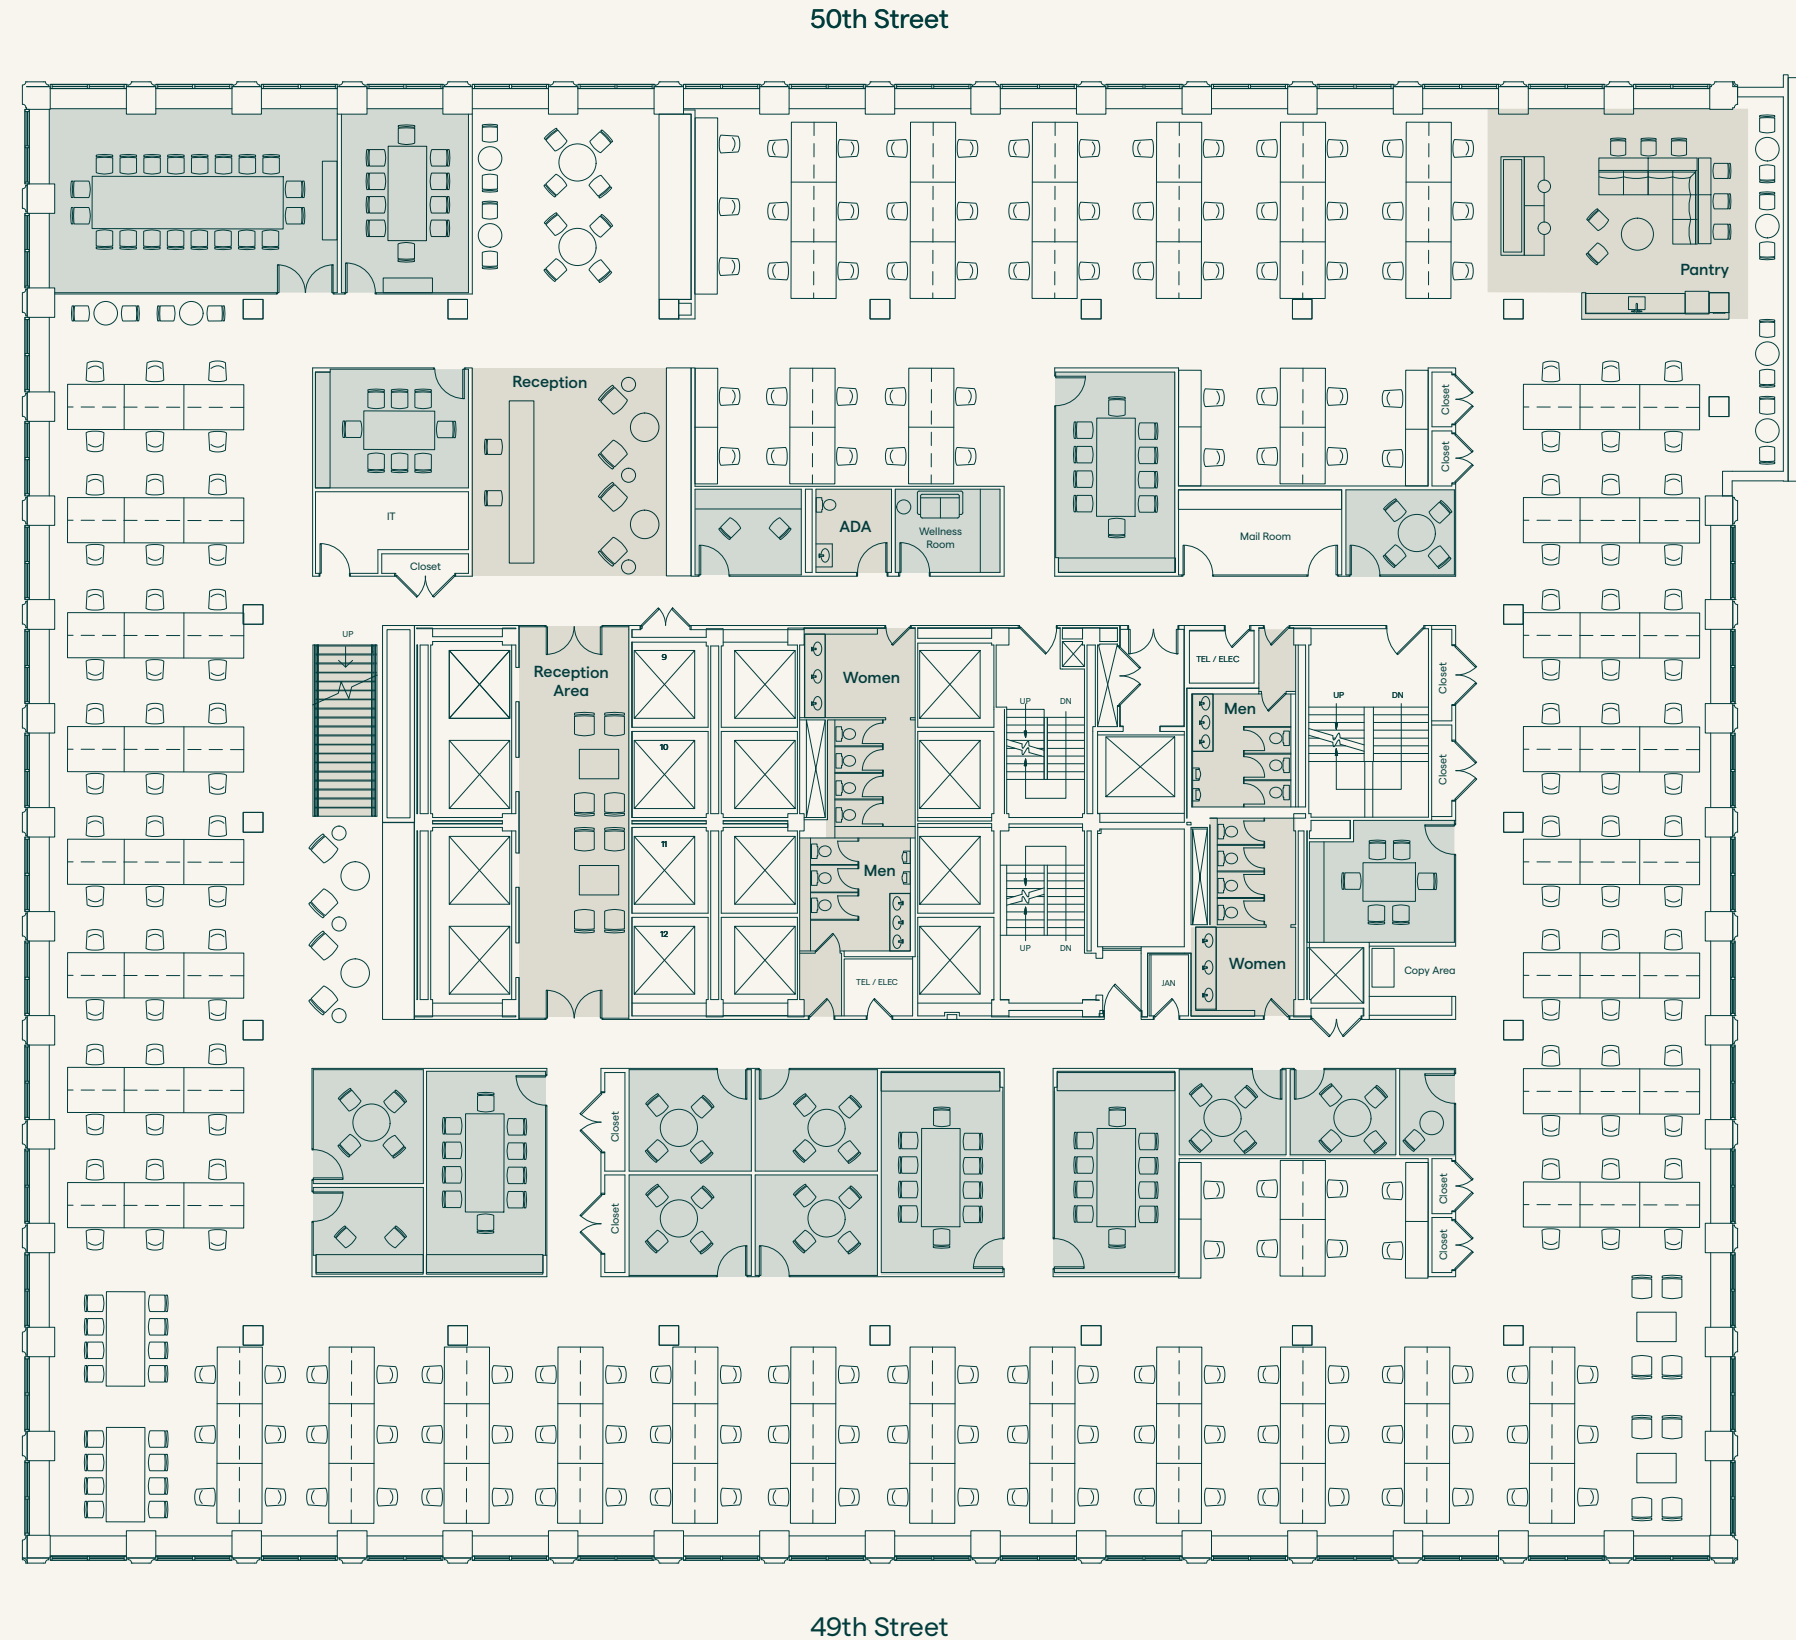 50th Street
Pantry
Reception
Closet
Closet
IT
ADA
Wellness
Room
Mail Room
Closet
UP
Reception
Area
9
Women
TEL / ELEC
Closet
UP
DN
Men
UP
DN
10
Closet
11
Men
12
UP
DN
Women
Copy Area
TEL / ELEC
JAN
Closet
Closet
Closet
Closet
49th Street